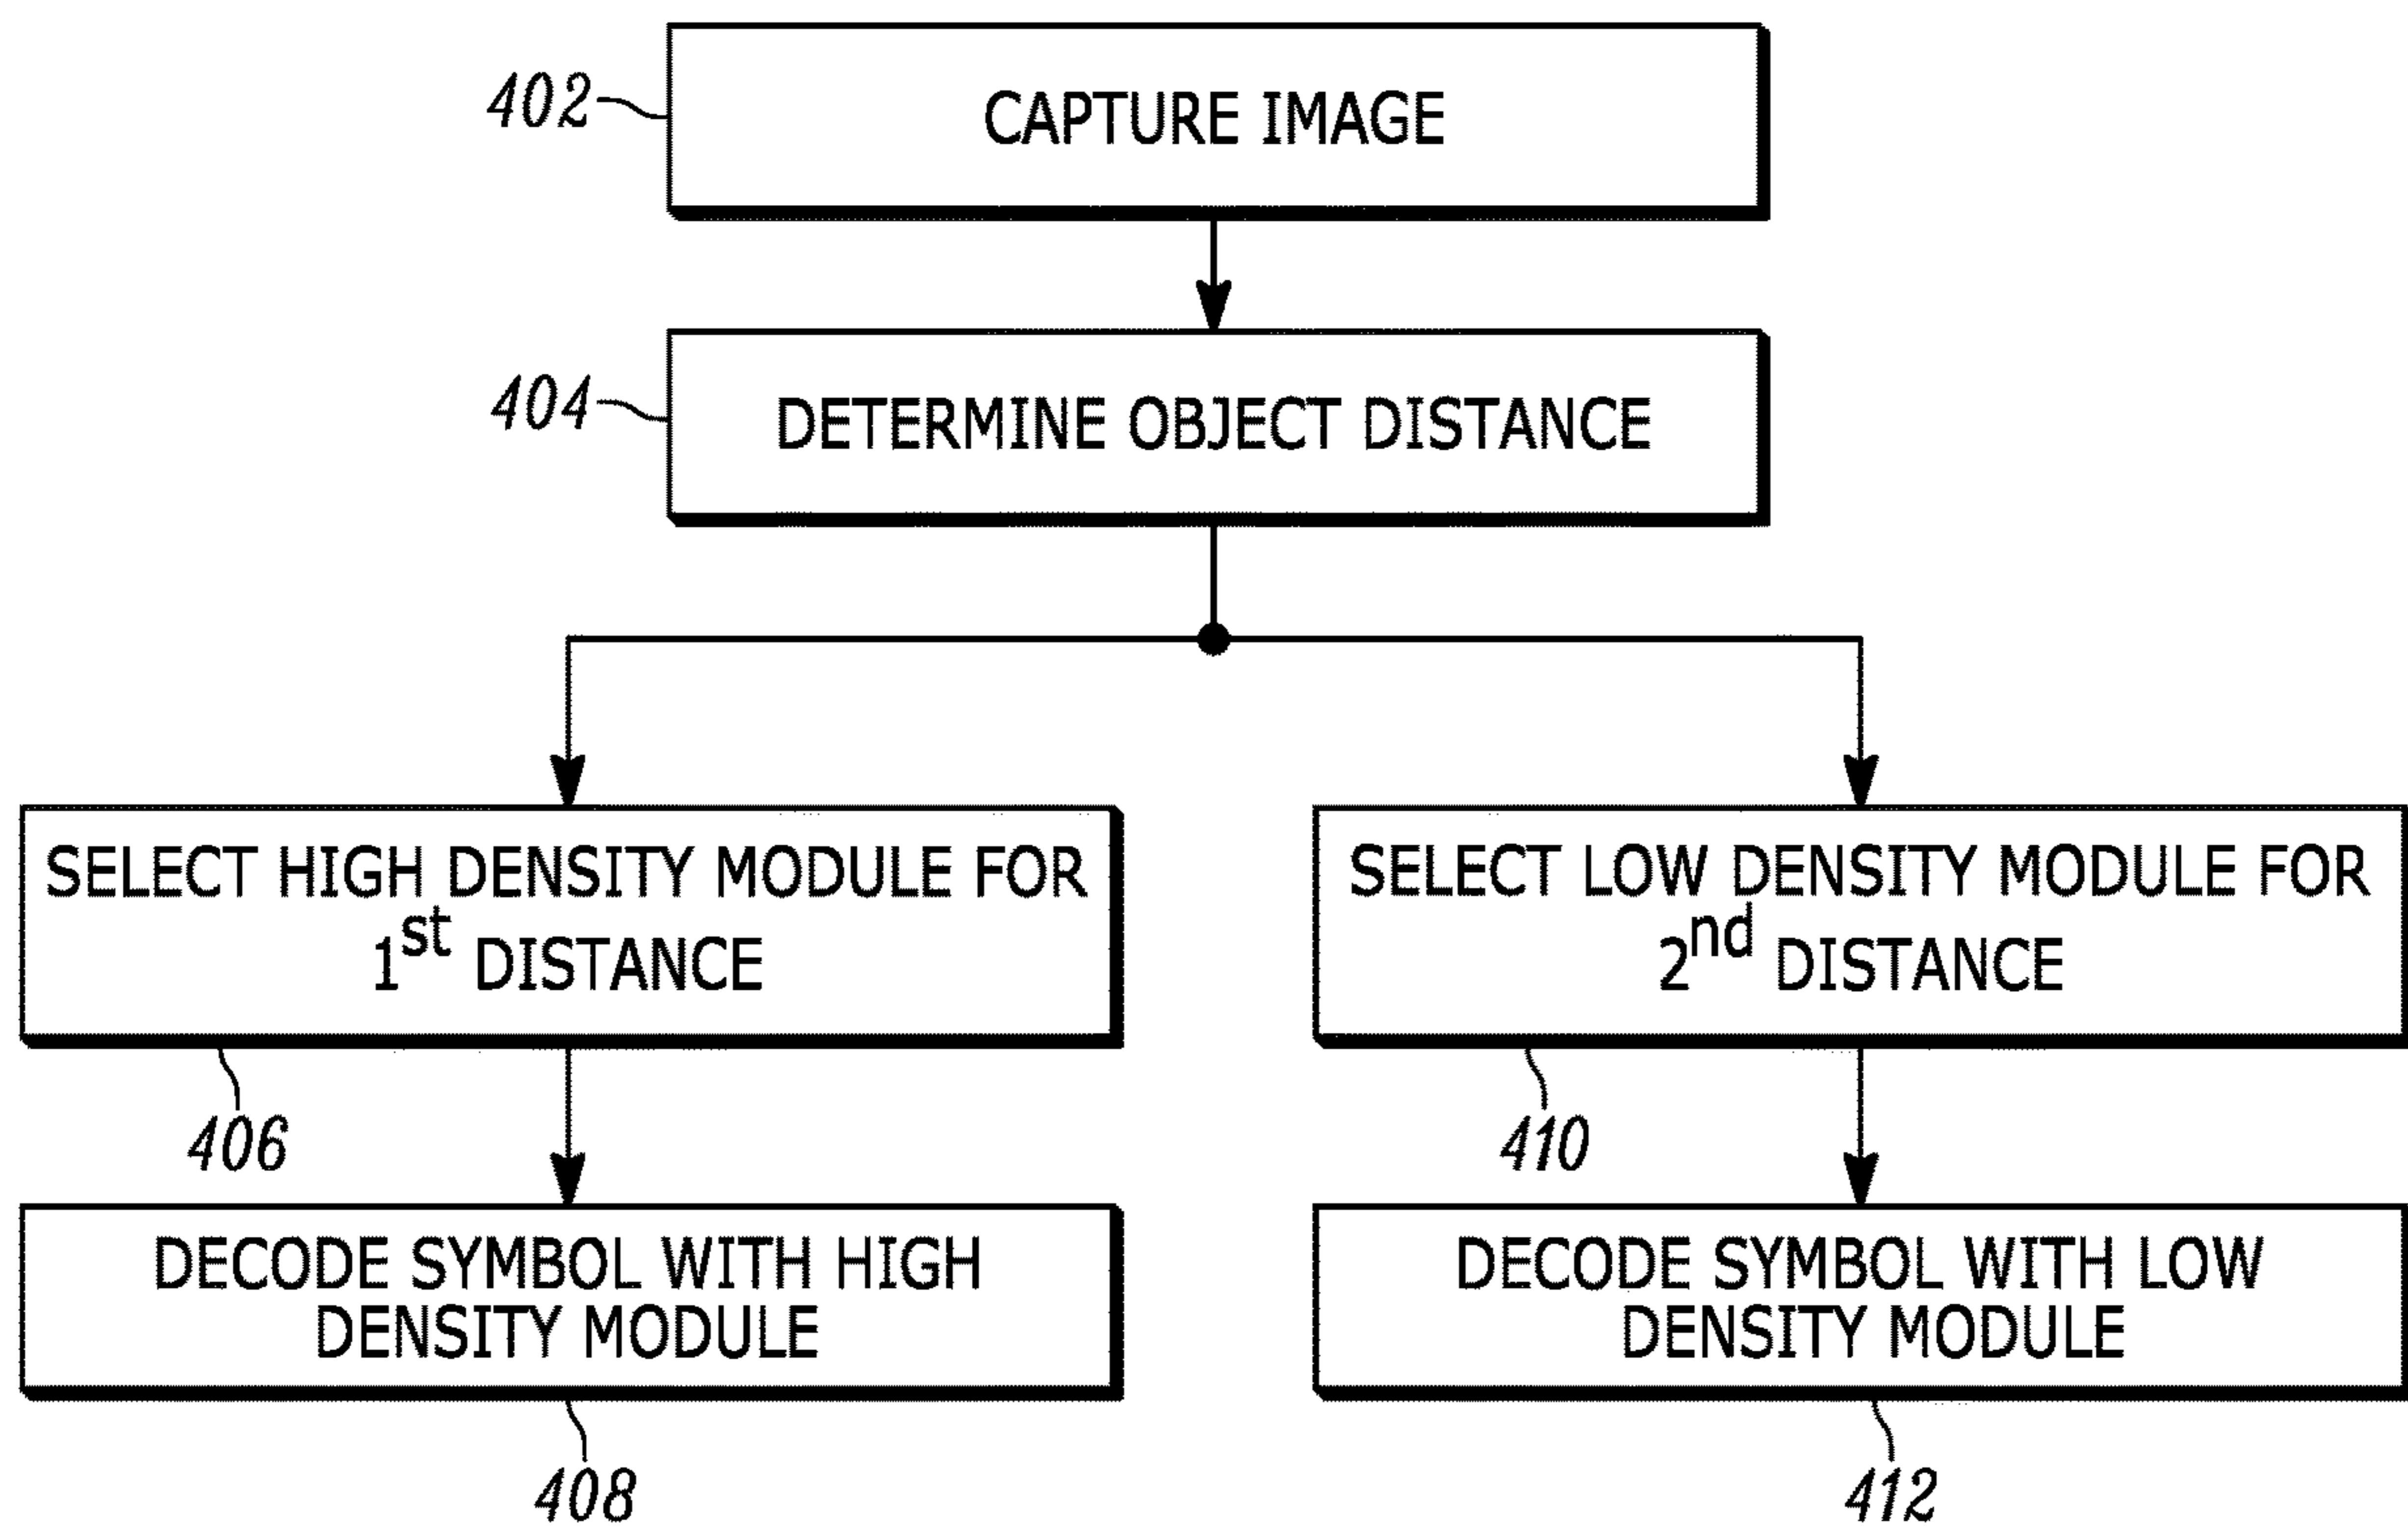 402
CAPTURE IMAGE
404
DETERMINE OBJECT DISTANCE
SELECT HIGH DENSITY MODULE FOR
1st DISTANCE
406
DECODE SYMBOL WITH HIGH
DENSITY MODULE
408
SELECT LOW DENSITY MODULE FOR
2nd DISTANCE
410
DECODE SYMBOL WITH LOW
DENSITY MODULE
412